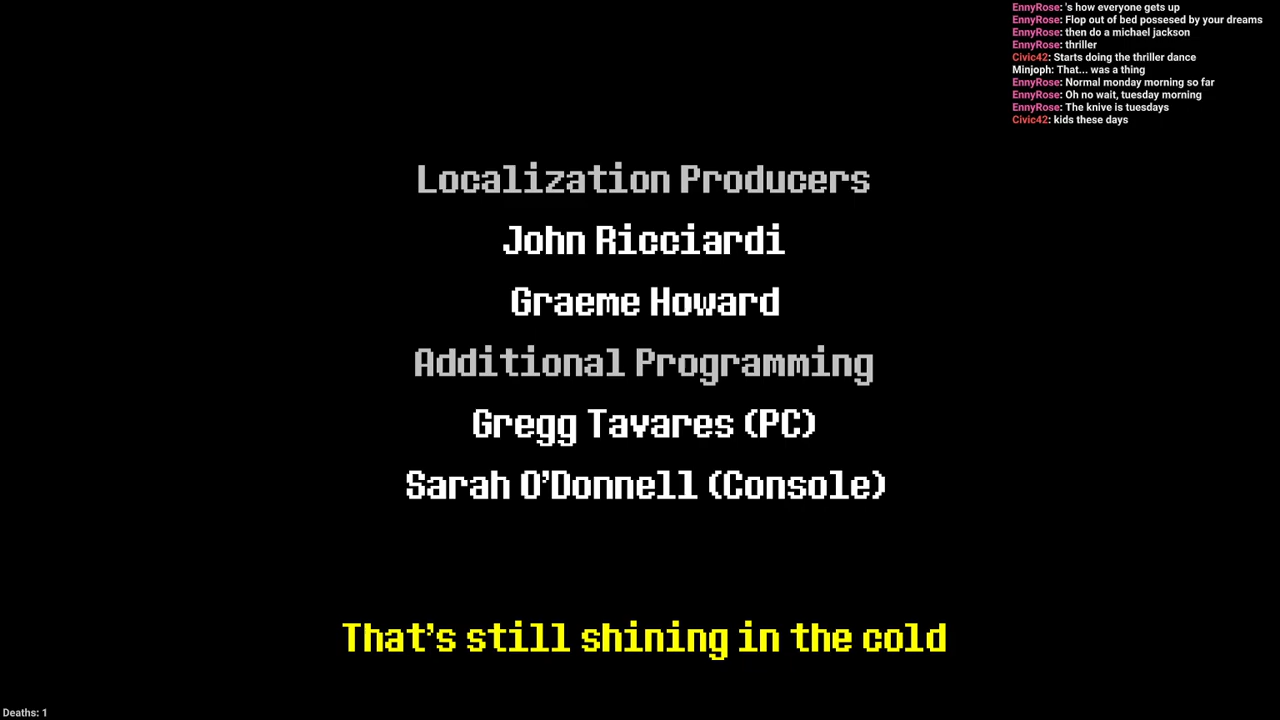 EnnyRose: 's how everyone gets up
EnnyRose: Flop out of bed possesed by your dreams
EnnyRose: then do a michael jackson
EnnyRose: thriller
Civic42: Starts doing the thriller dance
Minjoph: That... was a thing
EnnyRose: Normal monday morning so far
EnnyRose: Oh no wait, tuesday morning
EnnyRose: The knive is tuesdays
Civic42: kids these days
Localization Producers
John Ricciardi
Graeme Howard
Additional Programming
Gregg Tavares (PC)
Sarah O'Donnell (Console)
That's still shining in the cold
Deaths: 1